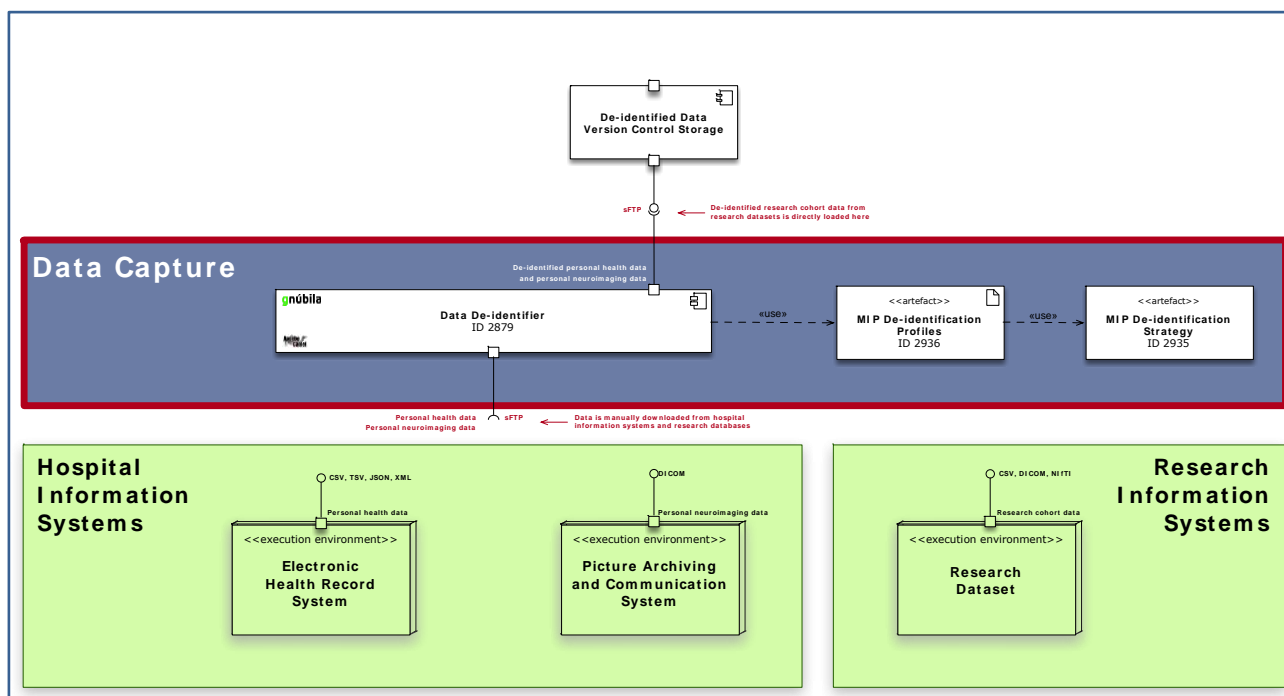 De-identified Data
Version Control Storage
sFTP
De-identified research cohort data from
research datasets is directly loaded here
Data Capture
De-identified personal health data
and personal neuroimaging data
gnúbila
Data De-identifier
ID 2879
«use»
<<artefact>>
MIP De-identification
Profiles
ID 2936
«use»
<<artefact>>
MIP De-identification
Strategy
ID 2935
Personal health data
Personal neuroimaging data
sFTP
Data is manually downloaded from hospital
information systems and research databases
Hospital
Information
Systems
CSV, TSV, JSON, XML
Personal health data
<<execution environment>>
Electronic
Health Record
System
DICOM
Personal neuroimaging data
<<execution environment>>
Picture Archiving
and Communication
System
Research
Information
Systems
CSV, DICOM, NIfTI
Research cohort data
<<execution environment>>
Research
Dataset